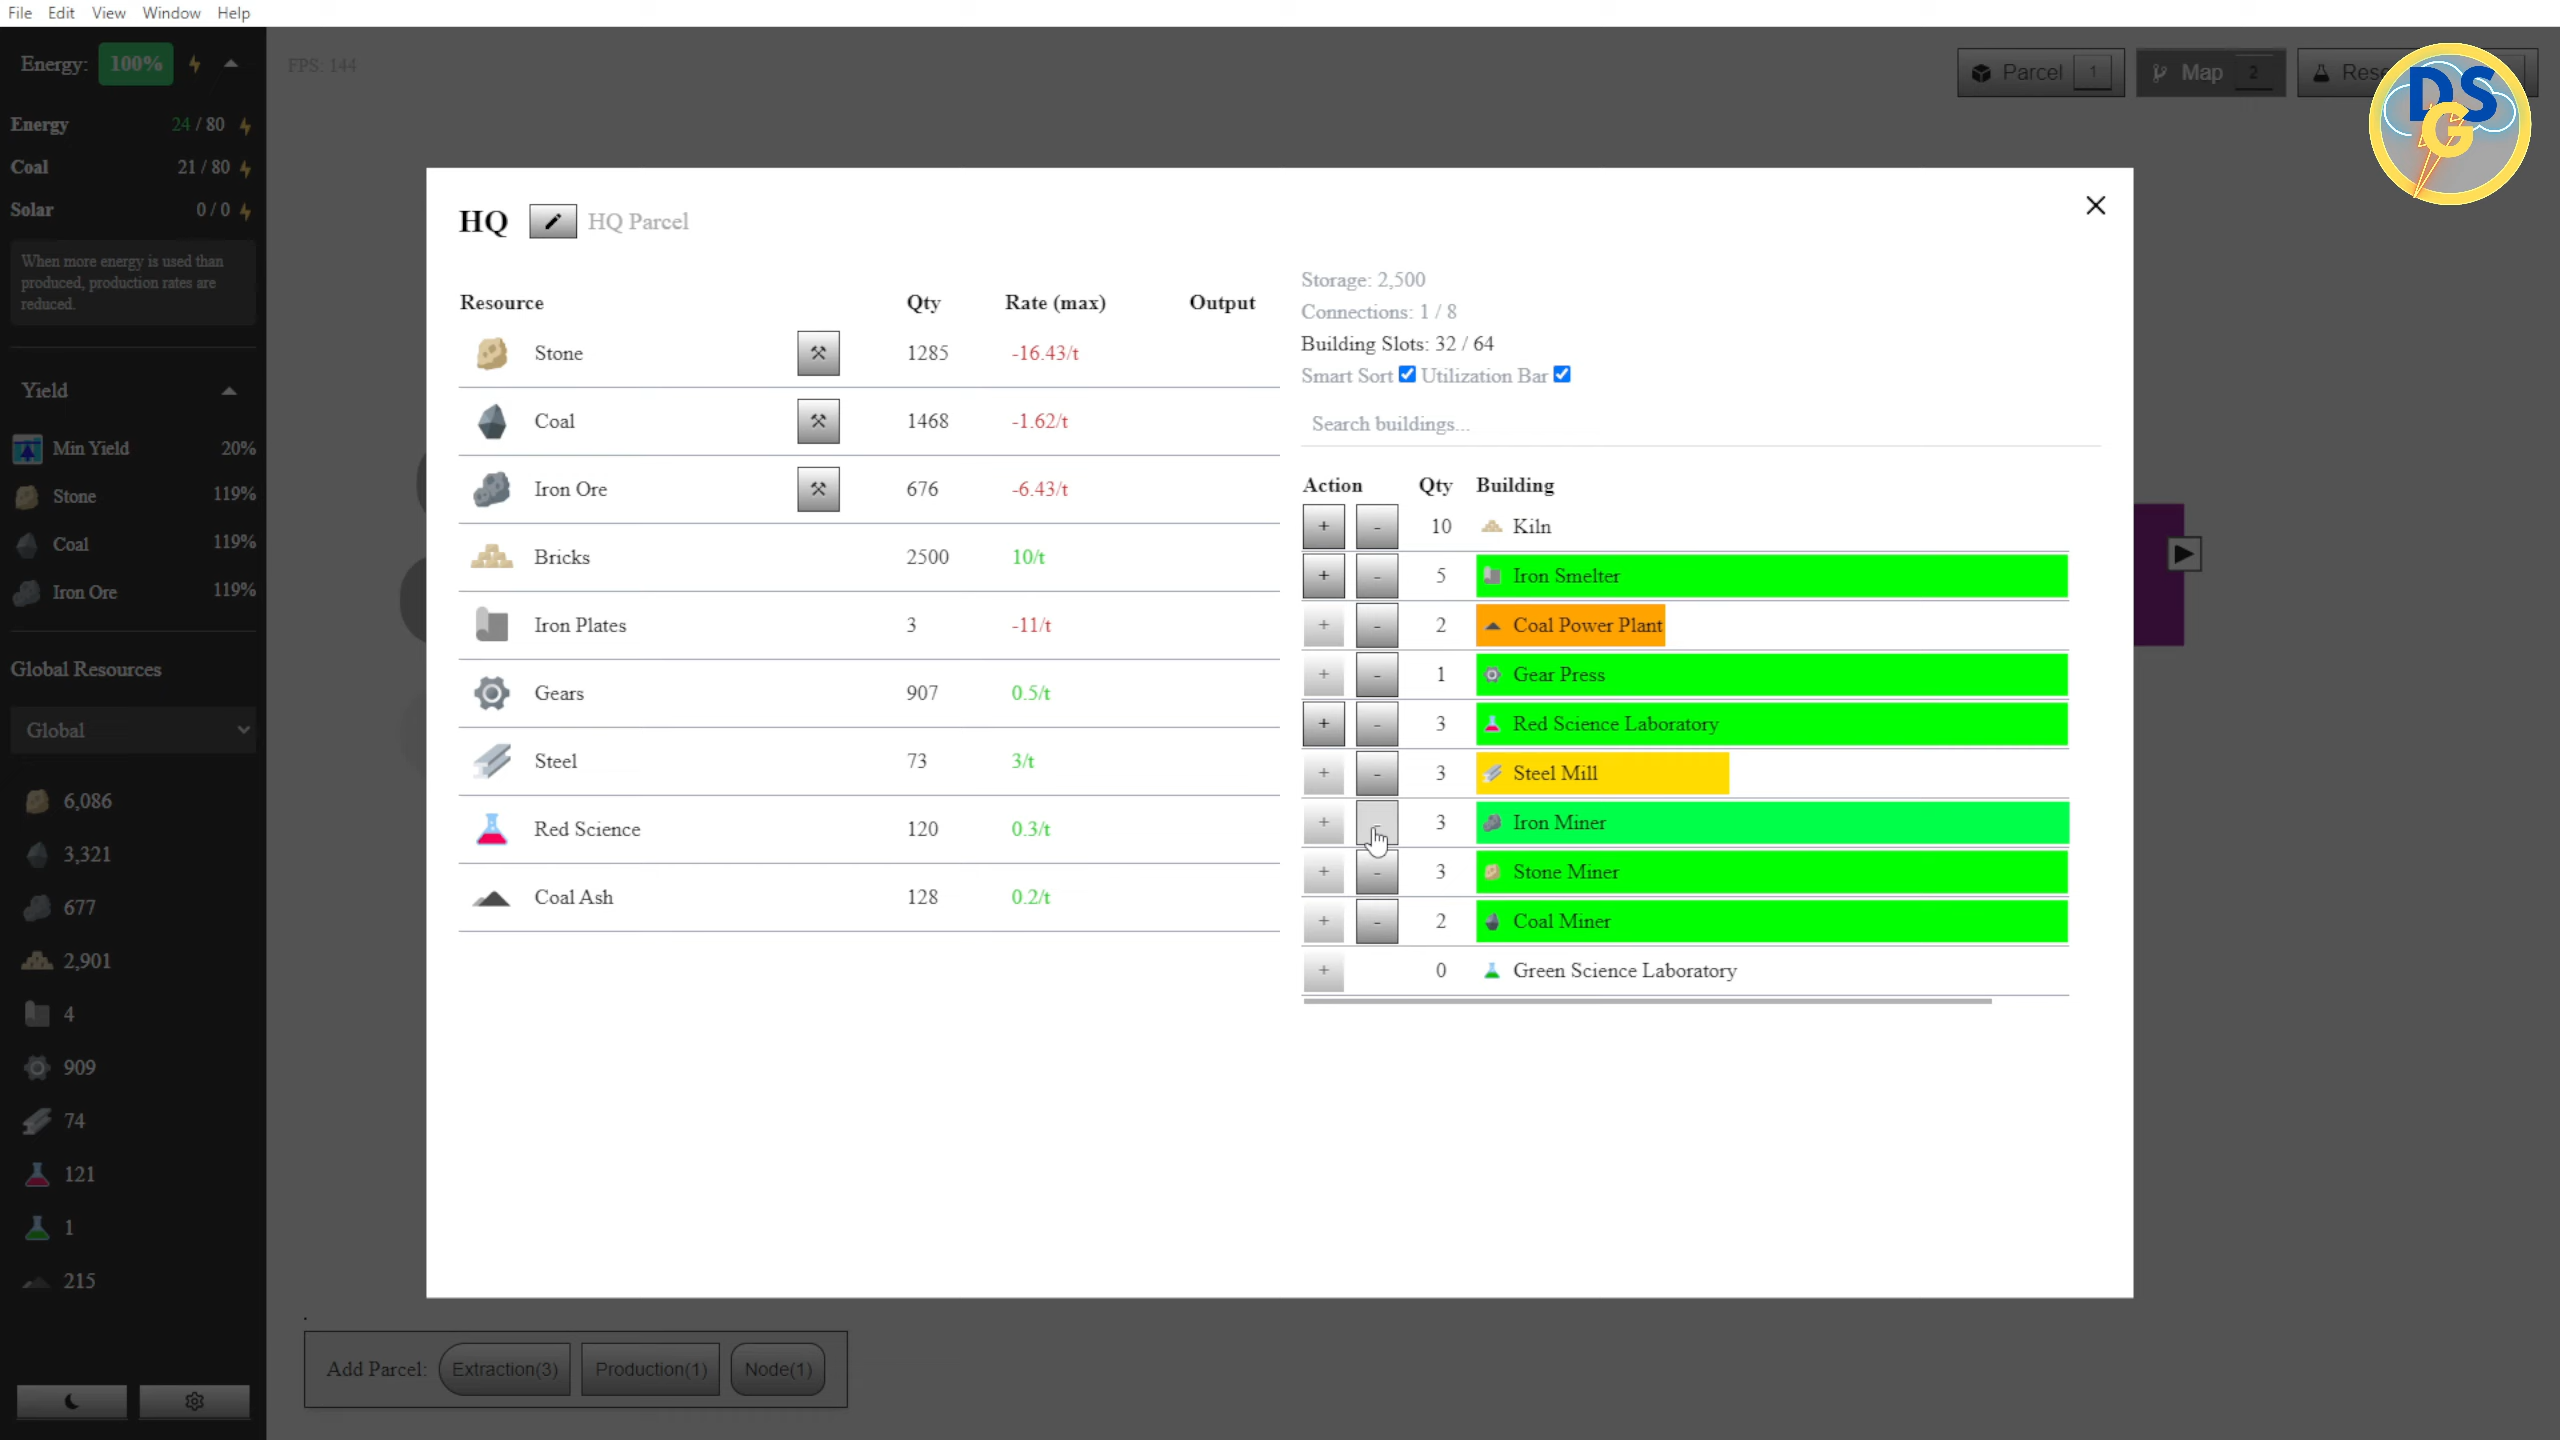 File Edit View Window Help
Energy: 100%
FPS: 144
Parcel 1
Map 2
Rese
DSG
Energy 24 / 80
Coal 21 / 80
Solar 0 / 0
When more energy is used than
produced, production rates are
reduced.
Yield
Min Yield 20%
Stone 119%
Coal 119%
Iron Ore 119%
Global Resources
Global
6,086
3,321
677
2,901
4
909
74
121
1
215
HQ HQ Parcel
Resource Qty Rate (max) Output
Stone 1285 -16.43/t
Coal 1468 -1.62/t
Iron Ore 676 -6.43/t
Bricks 2500 10/t
Iron Plates 3 -11/t
Gears 907 0.5/t
Steel 73 3/t
Red Science 120 0.3/t
Coal Ash 128 0.2/t
Storage: 2,500
Connections: 1 / 8
Building Slots: 32 / 64
Smart Sort Utilization Bar
Search buildings...
Action Qty Building
+ - 10 Kiln
+ - 5 Iron Smelter
+ - 2 Coal Power Plant
+ - 1 Gear Press
+ - 3 Red Science Laboratory
+ - 3 Steel Mill
+ - 3 Iron Miner
+ - 3 Stone Miner
+ - 2 Coal Miner
+ 0 Green Science Laboratory
Add Parcel: Extraction(3) Production(1) Node(1)